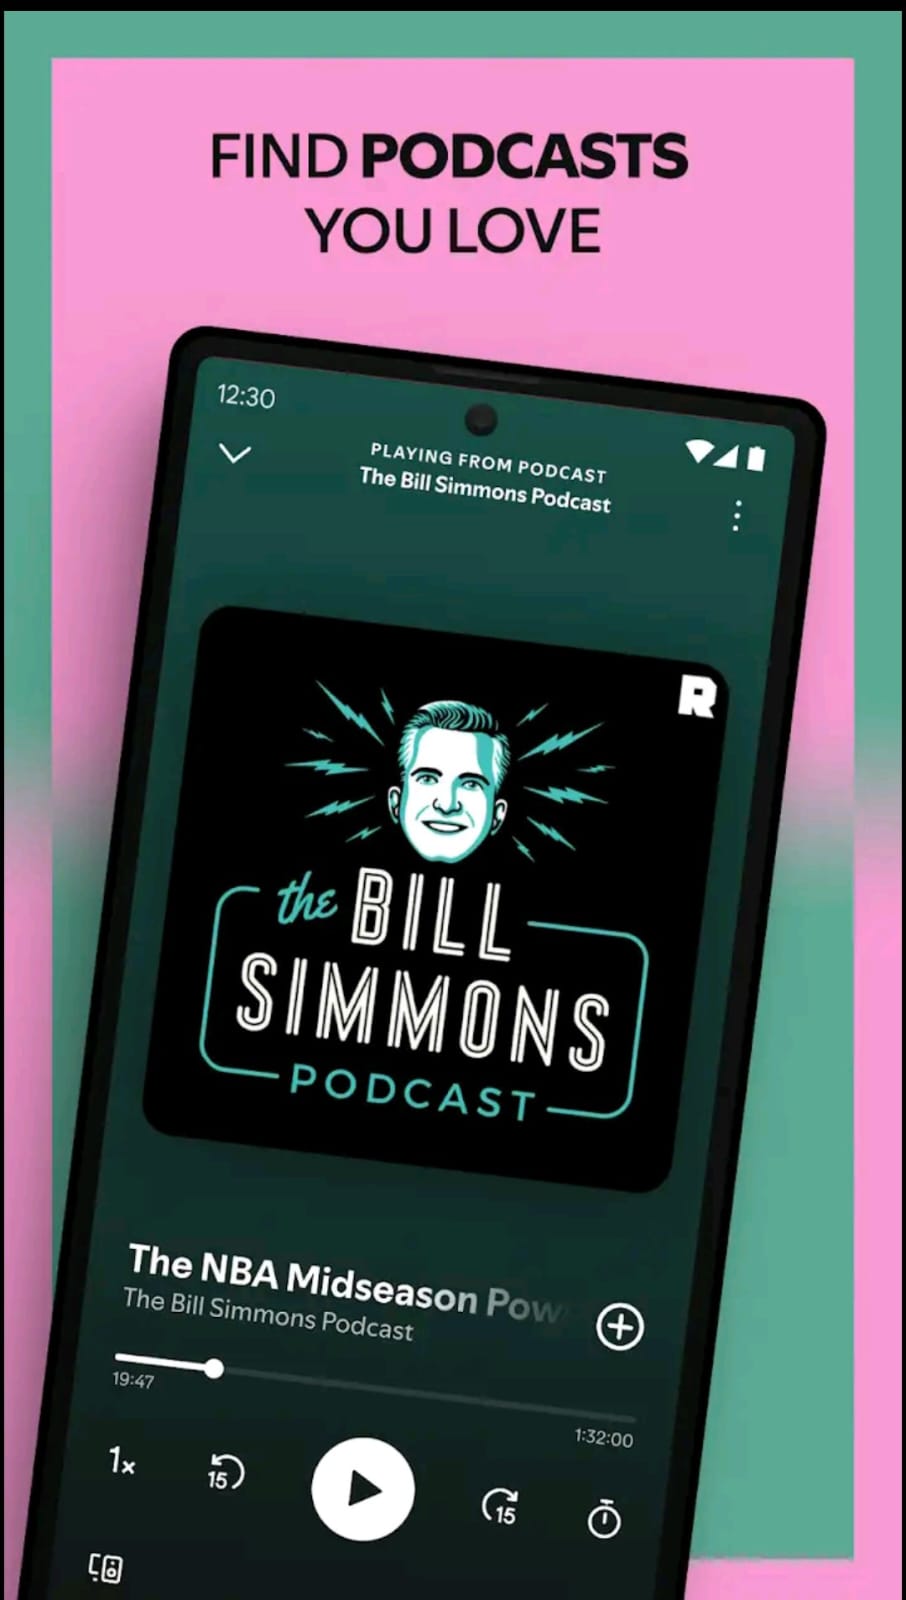 FIND PODCASTS
YOU LOVE
12:30
PLAYING FROM PODCAST
The Bill Simmons Podcast
R
the BILL
SIMMONS
PODCAST
The NBA Midseason Pow
The Bill Simmons Podcast
19:47
1:32:00
1x
15
15